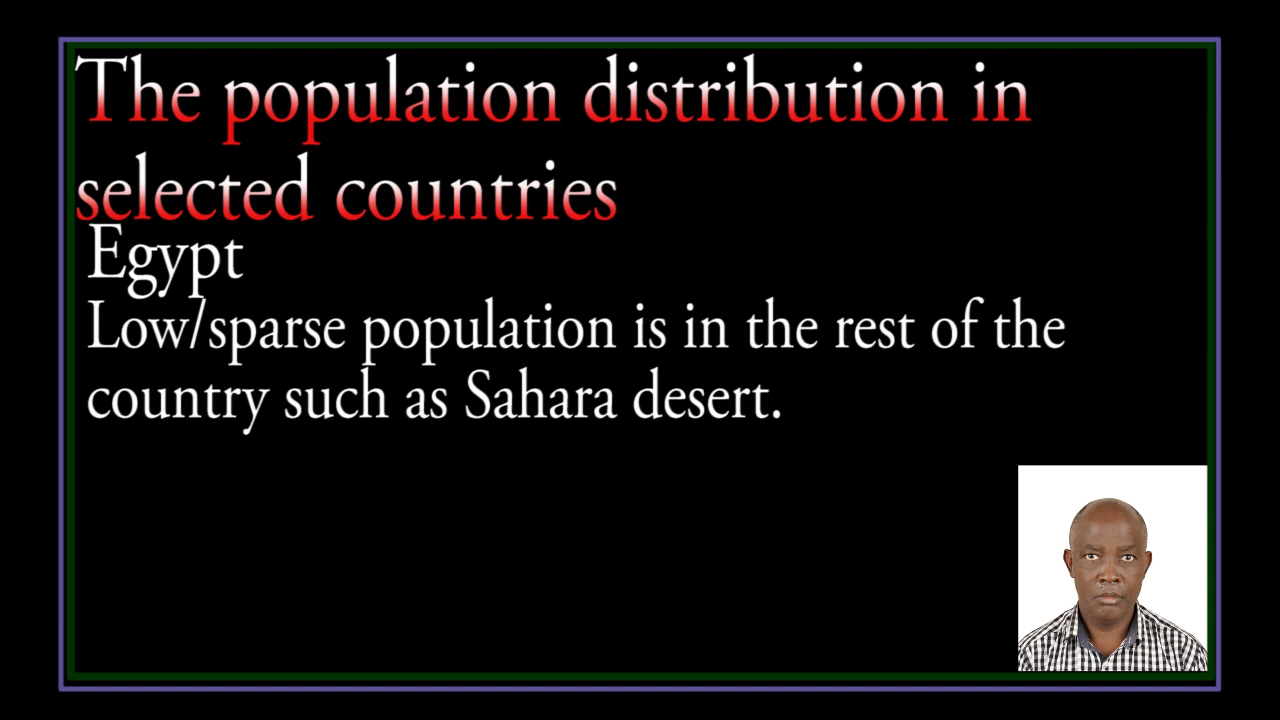 The population distribution in
selected countries
Egypt
Low/sparse population is in the rest of the
country such as Sahara desert.